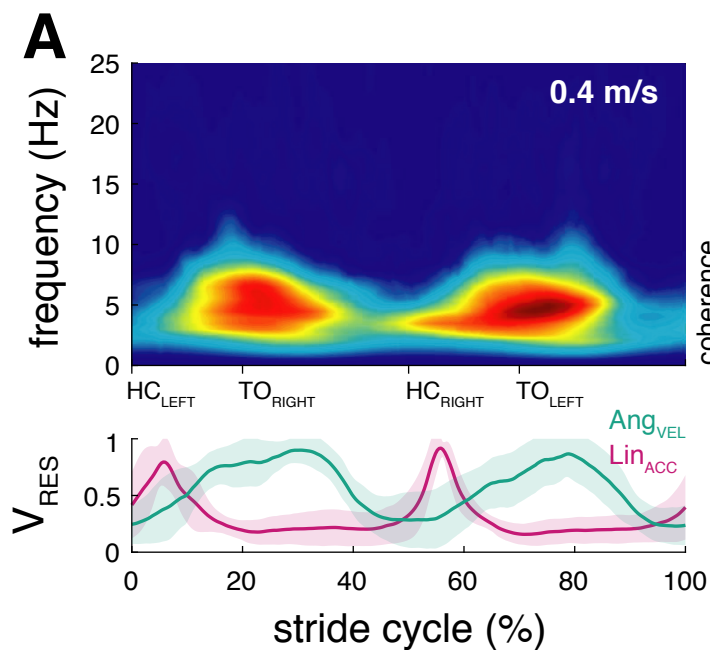 A
0.4 m/s
frequency (Hz)
25
20
15
10
5
0
coherence
HC_LEFT TO_RIGHT HC_RIGHT TO_LEFT
Ang_VEL
Lin_ACC
V_RES
1
0.5
0
0 20 40 60 80 100
stride cycle (%)